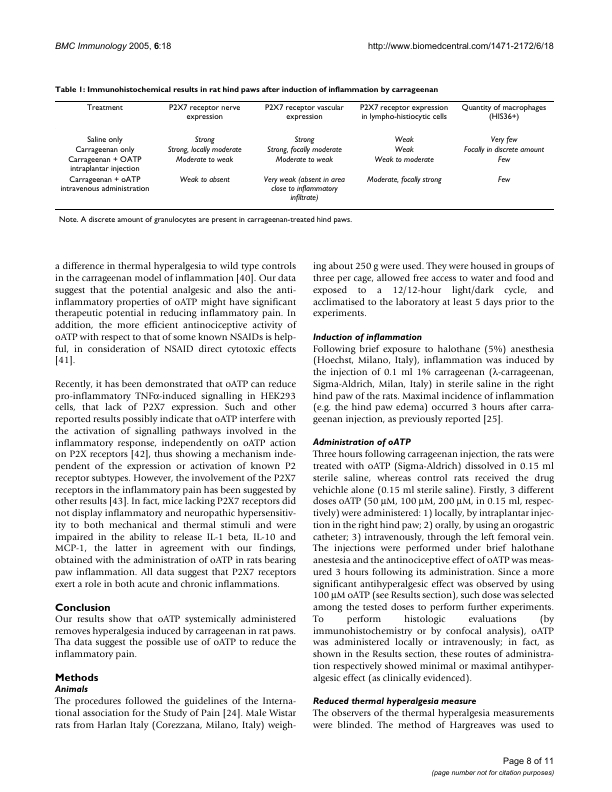 BMC Immunology 2005, 6:18
http://www.biomedcentral.com/1471-2172/6/18
Table 1: Immunohistochemical results in rat hind paws after induction of inflammation by carrageenan
Treatment P2X7 receptor nerve expression P2X7 receptor vascular expression P2X7 receptor expression in lympho-histiocytic cells Quantity of macrophages (HIS36+)
Saline only Strong Strong Weak Very few
Carrageenan only Strong, locally moderate Strong, focally moderate Weak Focally in discrete amount
Carrageenan + OATP intraplantar injection Moderate to weak Moderate to weak Weak to moderate Few
Carrageenan + oATP intravenous administration Weak to absent Very weak (absent in area close to inflammatory infiltrate) Moderate, focally strong Few
Note. A discrete amount of granulocytes are present in carrageenan-treated hind paws.
a difference in thermal hyperalgesia to wild type controls
in the carrageenan model of inflammation [40]. Our data
suggest that the potential analgesic and also the anti-
inflammatory properties of oATP might have significant
therapeutic potential in reducing inflammatory pain. In
addition, the more efficient antinociceptive activity of
oATP with respect to that of some known NSAIDs is help-
ful, in consideration of NSAID direct cytotoxic effects
[41].
Recently, it has been demonstrated that oATP can reduce
pro-inflammatory TNFα-induced signalling in HEK293
cells, that lack of P2X7 expression. Such and other
reported results possibly indicate that oATP interfere with
the activation of signalling pathways involved in the
inflammatory response, independently on oATP action
on P2X receptors [42], thus showing a mechanism inde-
pendent of the expression or activation of known P2
receptor subtypes. However, the involvement of the P2X7
receptors in the inflammatory pain has been suggested by
other results [43]. In fact, mice lacking P2X7 receptors did
not display inflammatory and neuropathic hypersensitiv-
ity to both mechanical and thermal stimuli and were
impaired in the ability to release IL-1 beta, IL-10 and
MCP-1, the latter in agreement with our findings,
obtained with the administration of oATP in rats bearing
paw inflammation. All data suggest that P2X7 receptors
exert a role in both acute and chronic inflammations.
Conclusion
Our results show that oATP systemically administered
removes hyperalgesia induced by carrageenan in rat paws.
Tha data suggest the possible use of oATP to reduce the
inflammatory pain.
Methods
Animals
The procedures followed the guidelines of the Interna-
tional association for the Study of Pain [24]. Male Wistar
rats from Harlan Italy (Corezzana, Milano, Italy) weigh-
ing about 250 g were used. They were housed in groups of
three per cage, allowed free access to water and food and
exposed to a 12/12-hour light/dark cycle, and
acclimatised to the laboratory at least 5 days prior to the
experiments.
Induction of inflammation
Following brief exposure to halothane (5%) anesthesia
(Hoechst, Milano, Italy), inflammation was induced by
the injection of 0.1 ml 1% carrageenan (λ-carrageenan,
Sigma-Aldrich, Milan, Italy) in sterile saline in the right
hind paw of the rats. Maximal incidence of inflammation
(e.g. the hind paw edema) occurred 3 hours after carra-
geenan injection, as previously reported [25].
Administration of oATP
Three hours following carrageenan injection, the rats were
treated with oATP (Sigma-Aldrich) dissolved in 0.15 ml
sterile saline, whereas control rats received the drug
vehichle alone (0.15 ml sterile saline). Firstly, 3 different
doses oATP (50 μM, 100 μM, 200 μM, in 0.15 ml, respec-
tively) were administered: 1) locally, by intraplantar injec-
tion in the right hind paw; 2) orally, by using an orogastric
catheter; 3) intravenously, through the left femoral vein.
The injections were performed under brief halothane
anestesia and the antinociceptive effect of oATP was meas-
ured 3 hours following its administration. Since a more
significant antihyperalgesic effect was observed by using
100 μM oATP (see Results section), such dose was selected
among the tested doses to perform further experiments.
To perform histologic evaluations (by
immunohistochemistry or by confocal analysis), oATP
was administered locally or intravenously; in fact, as
shown in the Results section, these routes of administra-
tion respectively showed minimal or maximal antihyper-
algesic effect (as clinically evidenced).
Reduced thermal hyperalgesia measure
The observers of the thermal hyperalgesia measurements
were blinded. The method of Hargreaves was used to
Page 8 of 11
(page number not for citation purposes)